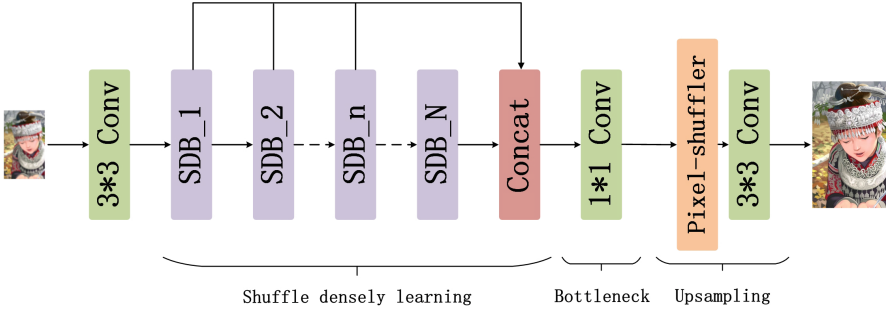 3*3 Conv
SDB_1
SDB_2
SDB_n
SDB_N
Concat
1*1 Conv
Pixel-shuffler
3*3 Conv
Shuffle densely learning
Bottleneck
Upsampling